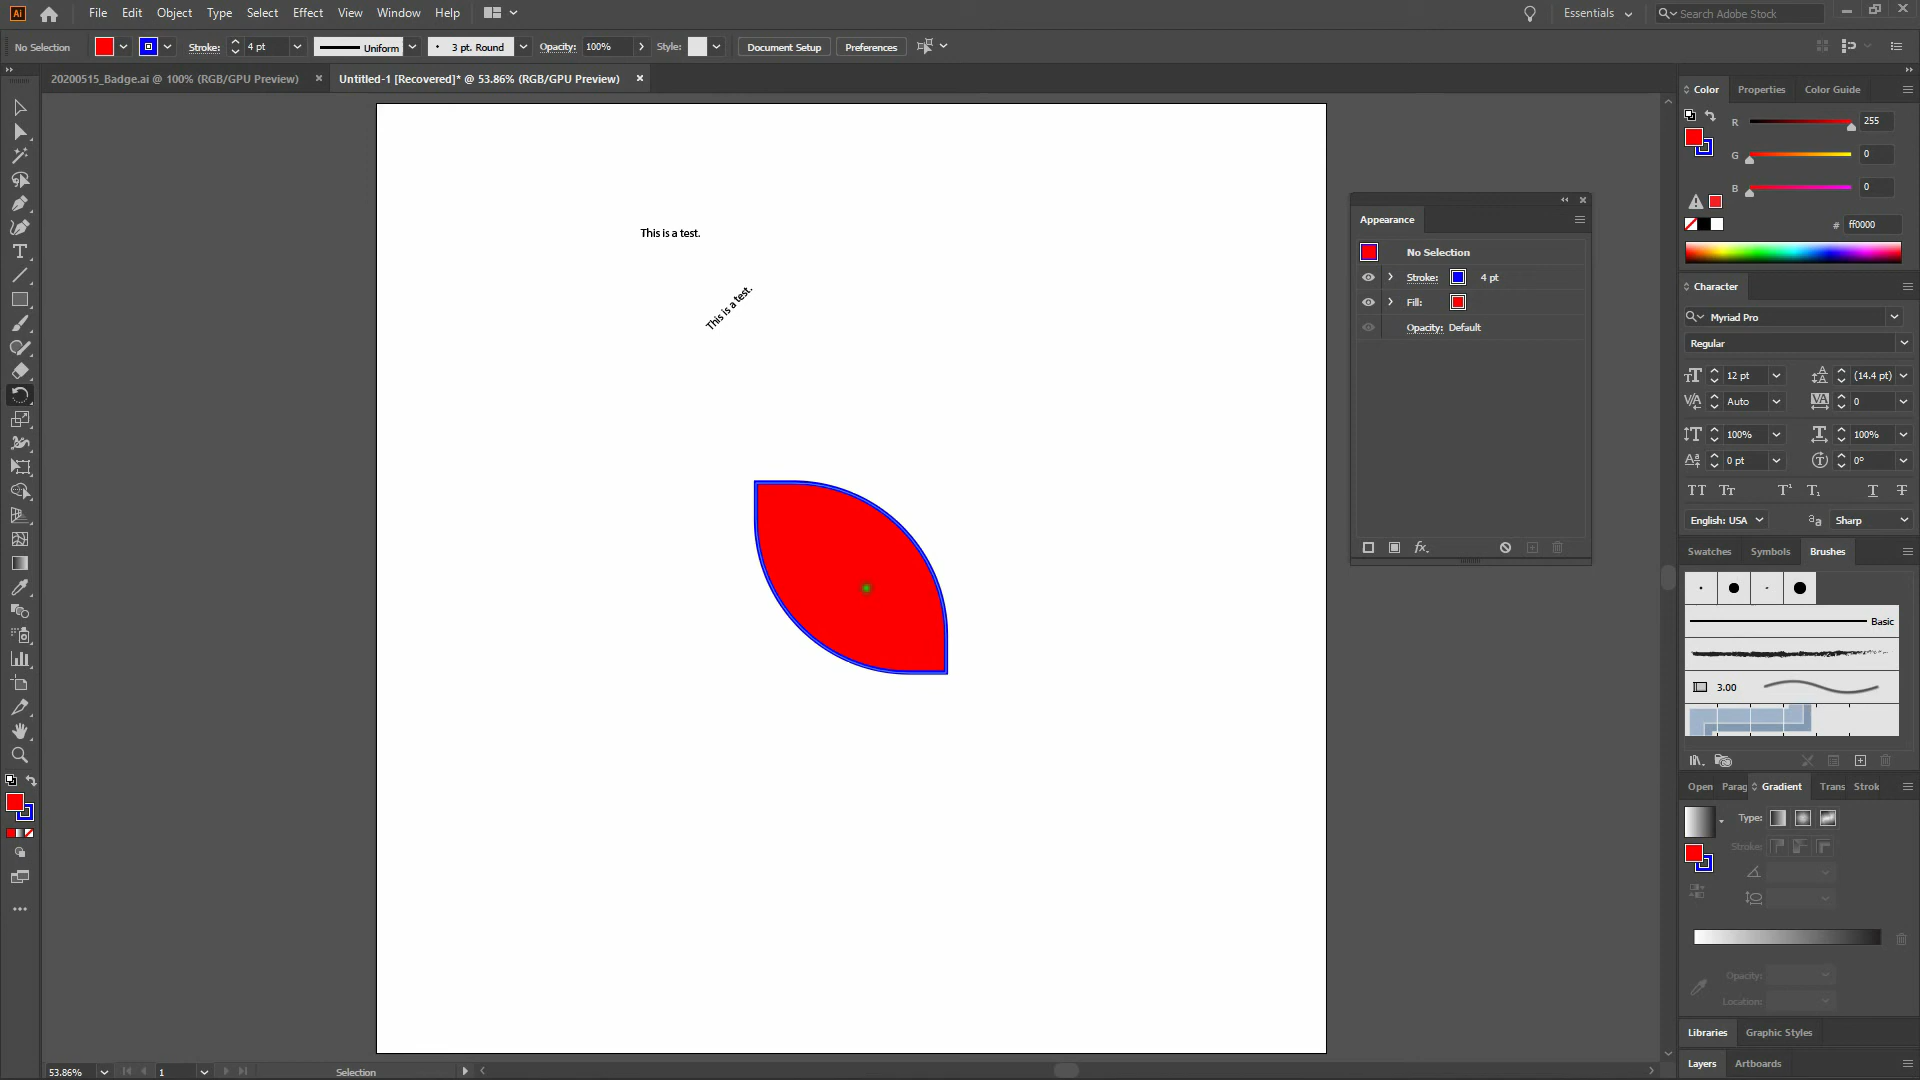 Ai File Edit Object Type Select Effect View Window Help Essentials Search Adobe Stock
No Selection Stroke: 4 pt Uniform 3 pt. Round Opacity: 100% Style: Document Setup Preferences
20200515_Badge.ai @ 100% (RGB/GPU Preview) Untitled-1 [Recovered]* @ 53.86% (RGB/GPU Preview)
This is a test.
This is a test.
Appearance
No Selection
Stroke: 4 pt
Fill:
Opacity: Default
fx.
Color Properties Color Guide
R 255
G 0
B 0
# ff0000
Character
Myriad Pro
Regular
12 pt (14.4 pt)
Auto 0
100% 100%
0 pt 0°
English: USA Sharp
Swatches Symbols Brushes
Basic
3.00
Open Parag Gradient Trans Strok
Type:
Stroke:
Opacity:
Location:
Libraries Graphic Styles
Layers Artboards
53.86% 1 Selection